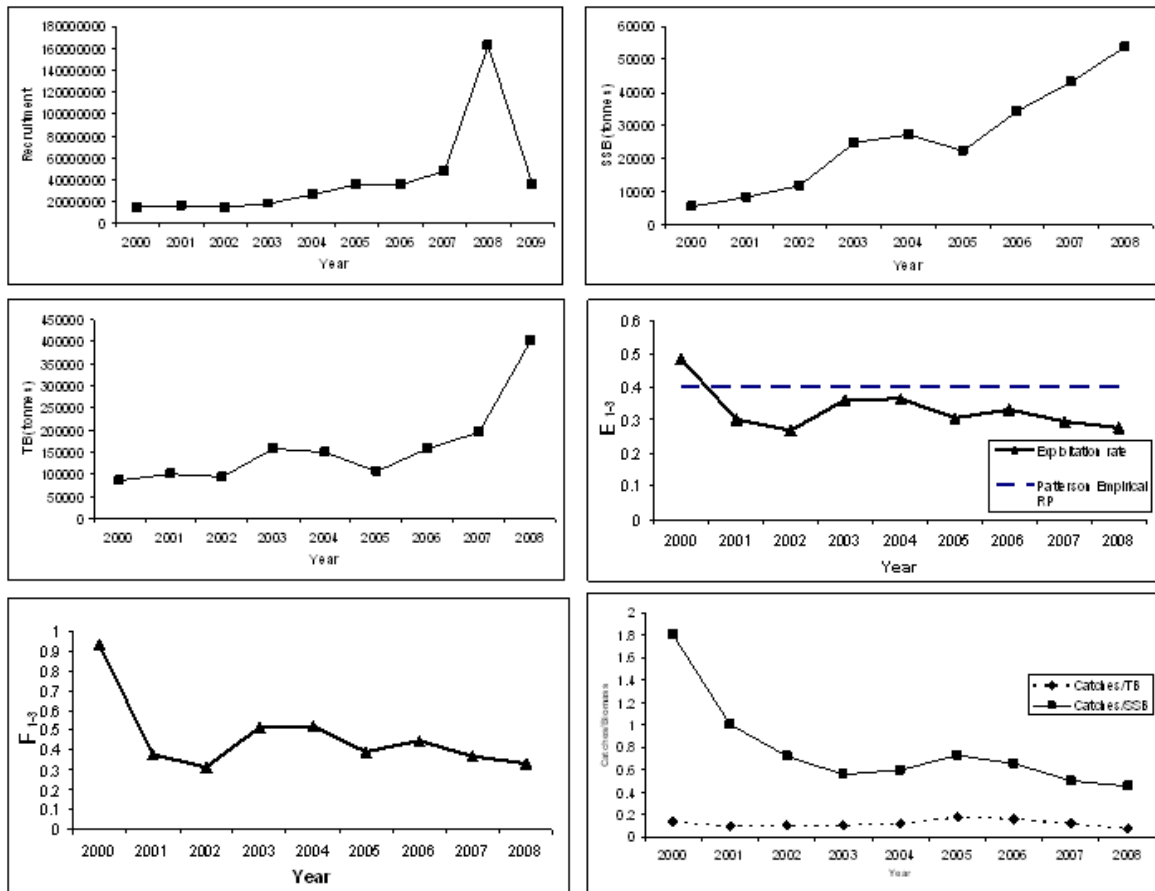 180000000
160000000
140000000
120000000
100000000
80000000
60000000
40000000
20000000
0
Recruitment
2000 2001 2002 2003 2004 2005 2006 2007 2008 2009
Year
60000
50000
40000
30000
20000
10000
0
SSB (tonnes)
2000 2001 2002 2003 2004 2005 2006 2007 2008
Year
450000
400000
350000
300000
250000
200000
150000
100000
50000
0
TB (tonnes)
2000 2001 2002 2003 2004 2005 2006 2007 2008
Year
0.6
0.5
0.4
0.3
0.2
0.1
0
E 1-3
Exploitation rate
Patterson Empirical
RP
2000 2001 2002 2003 2004 2005 2006 2007 2008
Year
1
0.9
0.8
0.7
0.6
0.5
0.4
0.3
0.2
0.1
0
F1-3
2000 2001 2002 2003 2004 2005 2006 2007 2008
Year
2
1.8
1.6
1.4
1.2
1
0.8
0.6
0.4
0.2
0
Catches/Biomass
Catches/TB
Catches/SSB
2000 2001 2002 2003 2004 2005 2006 2007 2008
Year